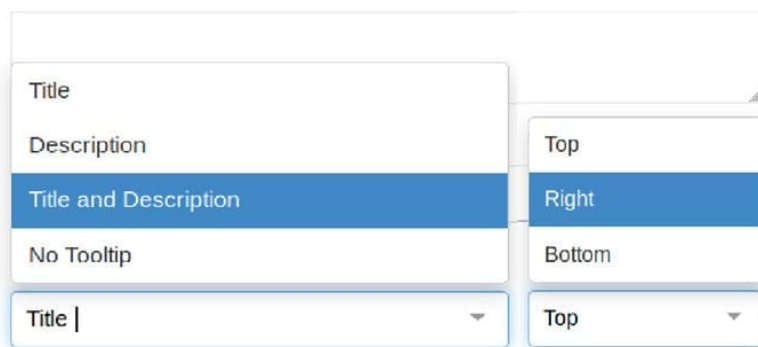 Title
Description
Title and Description
No Tooltip
Title
Top
Right
Bottom
Top